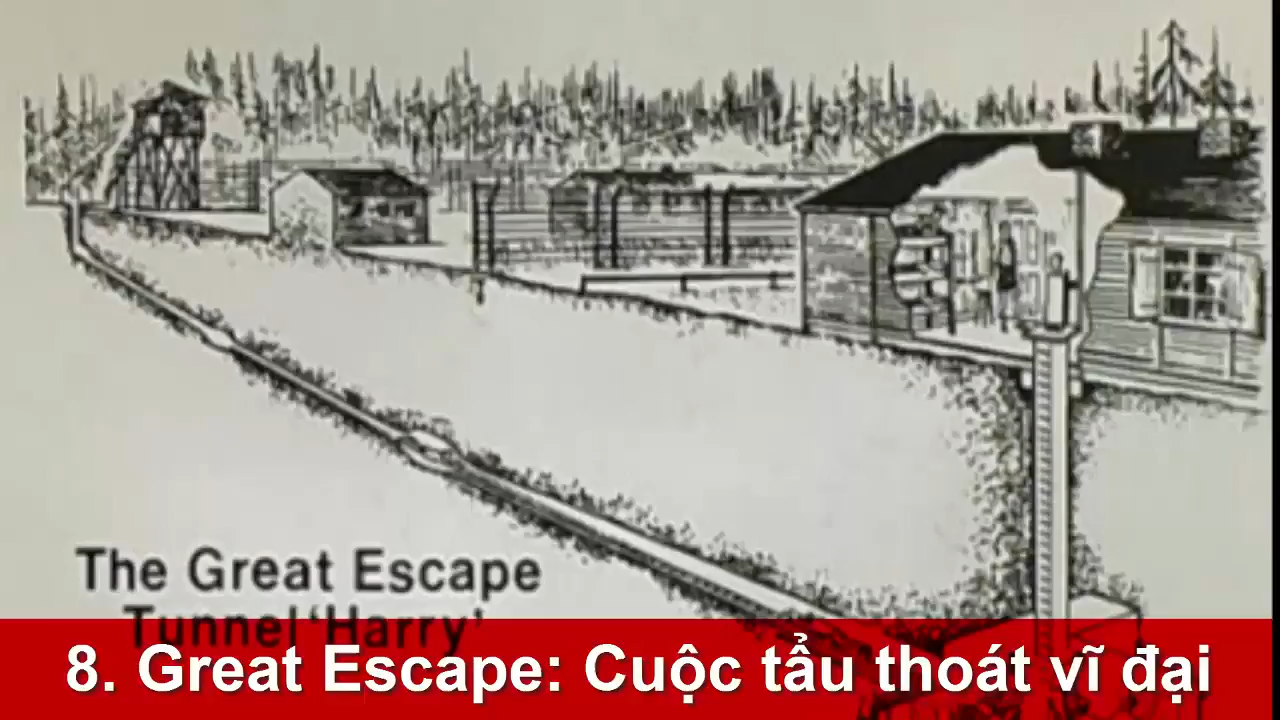 The Great Escape
Tunnel 'Harry'
8. Great Escape: Cuộc tẩu thoát vĩ đại